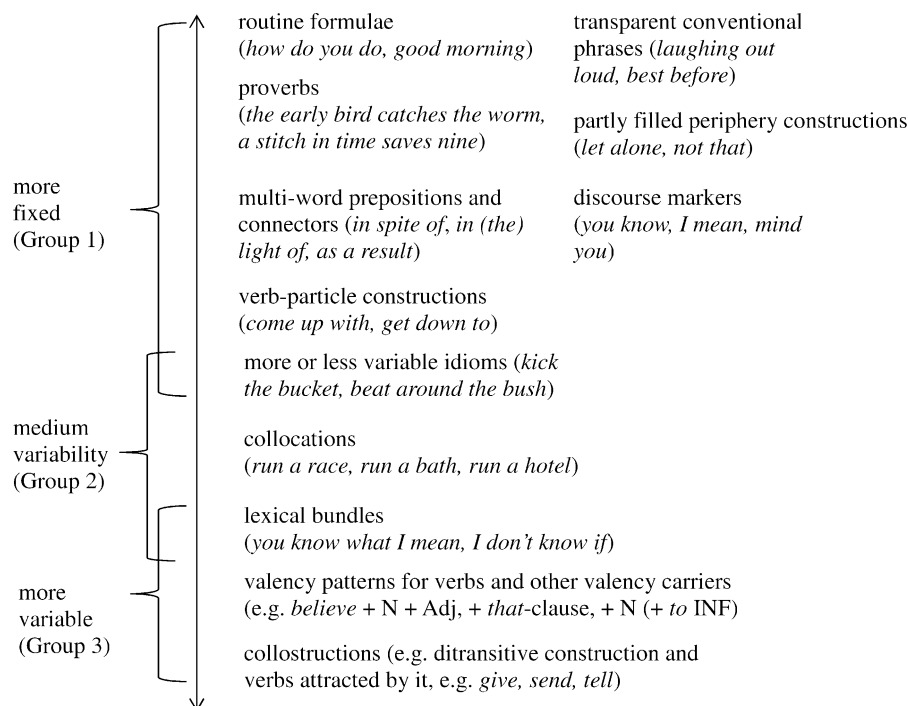 routine formulae
(how do you do, good morning)
transparent conventional
phrases (laughing out
loud, best before)
proverbs
(the early bird catches the worm,
a stitch in time saves nine)
partly filled periphery constructions
(let alone, not that)
more
fixed
(Group 1)
multi-word prepositions and
connectors (in spite of, in (the)
light of, as a result)
discourse markers
(you know, I mean, mind
you)
verb-particle constructions
(come up with, get down to)
more or less variable idioms (kick
the bucket, beat around the bush)
medium
variability
(Group 2)
collocations
(run a race, run a bath, run a hotel)
lexical bundles
(you know what I mean, I don't know if)
more
variable
(Group 3)
valency patterns for verbs and other valency carriers
(e.g. believe + N + Adj, + that-clause, + N (+ to INF)
collostructions (e.g. ditransitive construction and
verbs attracted by it, e.g. give, send, tell)